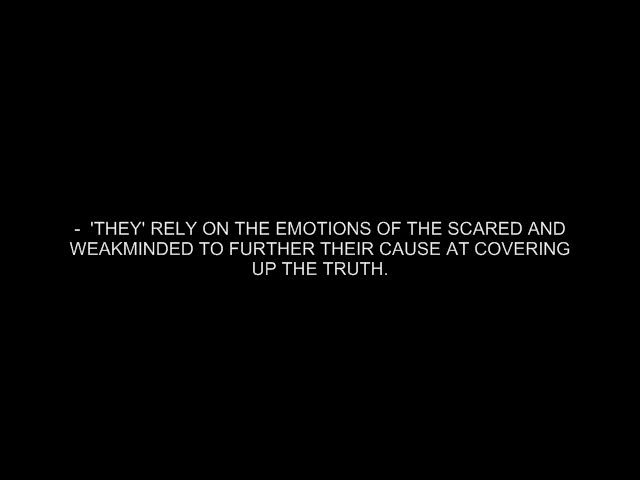 - 'THEY' RELY ON THE EMOTIONS OF THE SCARED AND
WEAKMINDED TO FURTHER THEIR CAUSE AT COVERING
UP THE TRUTH.